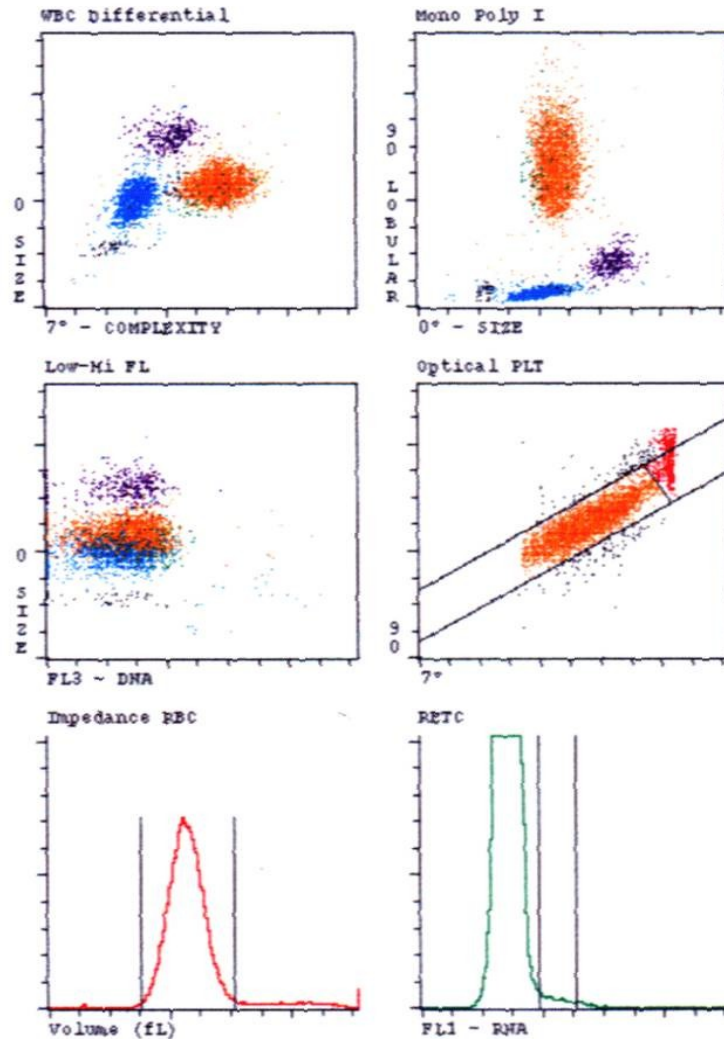 WBC Differential
0
SIZE
7° - COMPLEXITY
Mono Poly I
90 LOBULAR
0° - SIZE
Low-Mi FL
0
SIZE
FL3 - DNA
Optical PLT
90
7°
Impedance RBC
Volume (fL)
RETC
FL1 - RNA